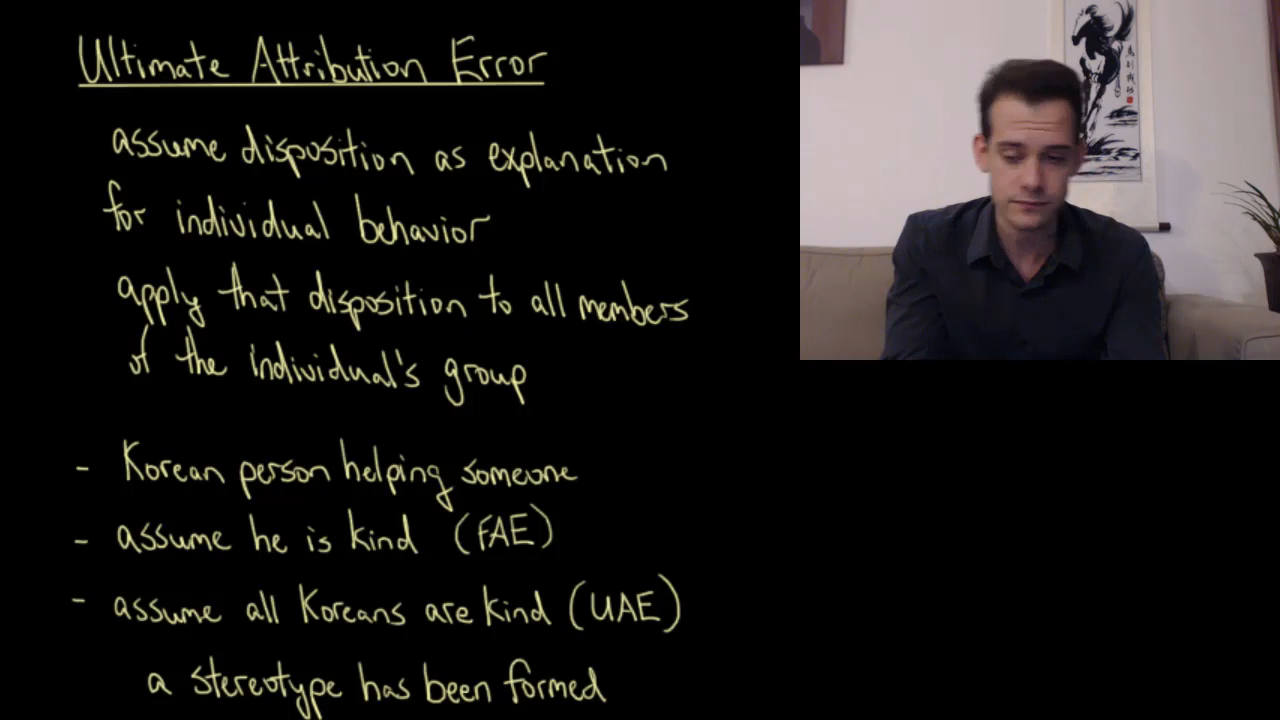 Ultimate Attribution Error
assume disposition as explanation
for individual behavior
apply that disposition to all members
of the individual's group
- Korean person helping someone
- assume he is kind (FAE)
- assume all Koreans are kind (UAE)
a stereotype has been formed